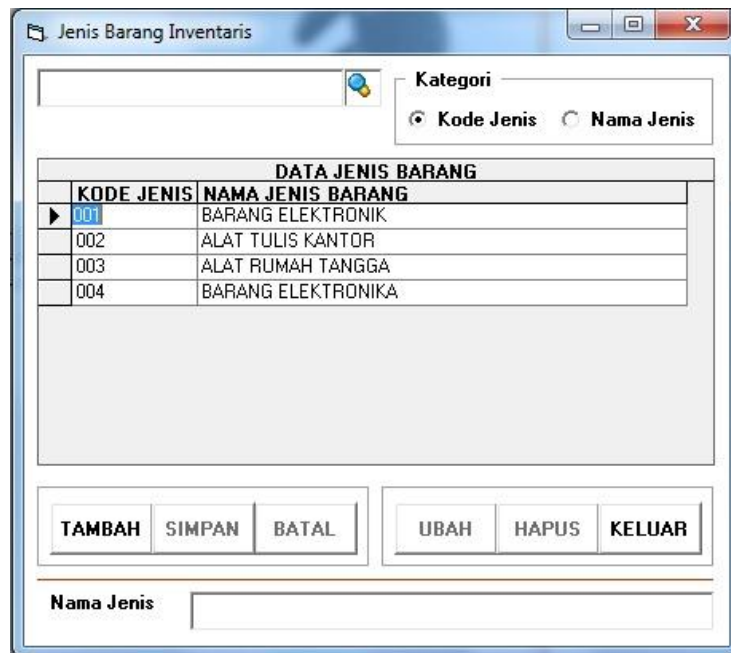 Jenis Barang Inventaris
Kategori
Kode Jenis Nama Jenis
DATA JENIS BARANG
KODE JENIS NAMA JENIS BARANG
001 BARANG ELEKTRONIK
002 ALAT TULIS KANTOR
003 ALAT RUMAH TANGGA
004 BARANG ELEKTRONIKA
TAMBAH SIMPAN BATAL UBAH HAPUS KELUAR
Nama Jenis